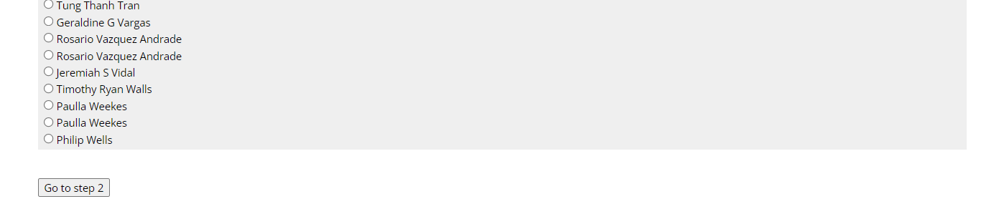 Tung Thanh Tran
Geraldine G Vargas
Rosario Vazquez Andrade
Rosario Vazquez Andrade
Jeremiah S Vidal
Timothy Ryan Walls
Paulla Weekes
Paulla Weekes
Philip Wells
Go to step 2